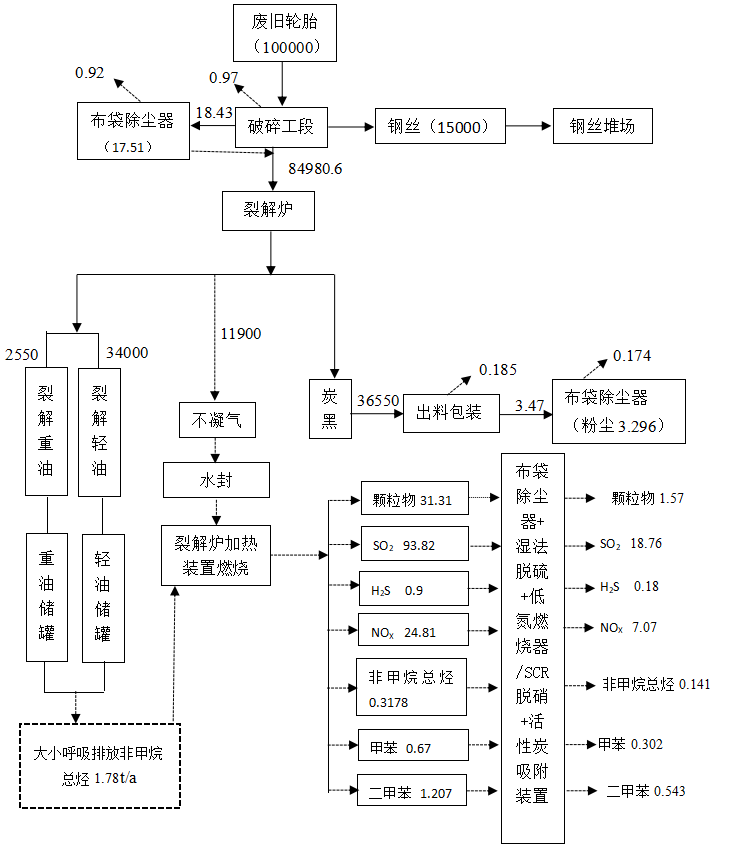 废旧轮胎
（100000）
0.92
0.97
布袋除尘器
（17.51）
18.43
破碎工段
钢丝（15000）
钢丝堆场
84980.6
裂解炉
2550
34000
11900
裂解重油
裂解轻油
不凝气
炭黑
36550
0.185
出料包装
3.47
0.174
布袋除尘器
（粉尘 3.296）
水封
裂解炉加热
装置燃烧
重油储罐
轻油储罐
大小呼吸排放非甲烷
总烃 1.78t/a
颗粒物 31.31
SO₂ 93.82
H₂S 0.9
NOX 24.81
非甲烷总烃
0.3178
甲苯 0.67
二甲苯 1.207
布袋
除尘
器+
湿法
脱硫
+低
氮燃
烧器
/SCR
脱硝
+活
性炭
吸附
装置
颗粒物 1.57
SO₂ 18.76
H₂S 0.18
NOX 7.07
非甲烷总烃 0.141
甲苯 0.302
二甲苯 0.543